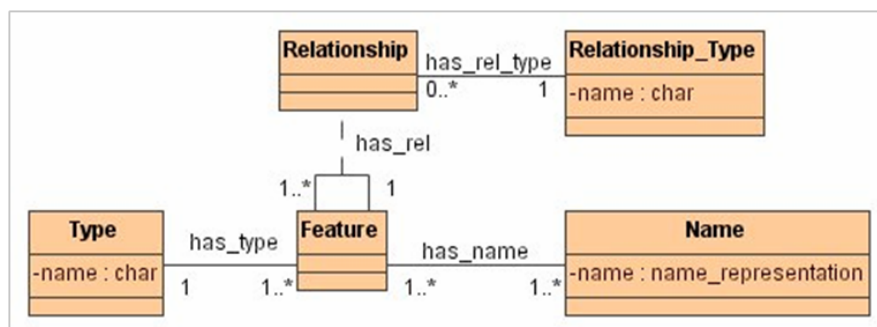 Relationship
has_rel_type
Relationship_Type
0..*
1
-name : char
has_rel
1..*
1
Type
has_type
Feature
has_name
Name
-name : char
-name : name_representation
1
1..*
1..*
1..*